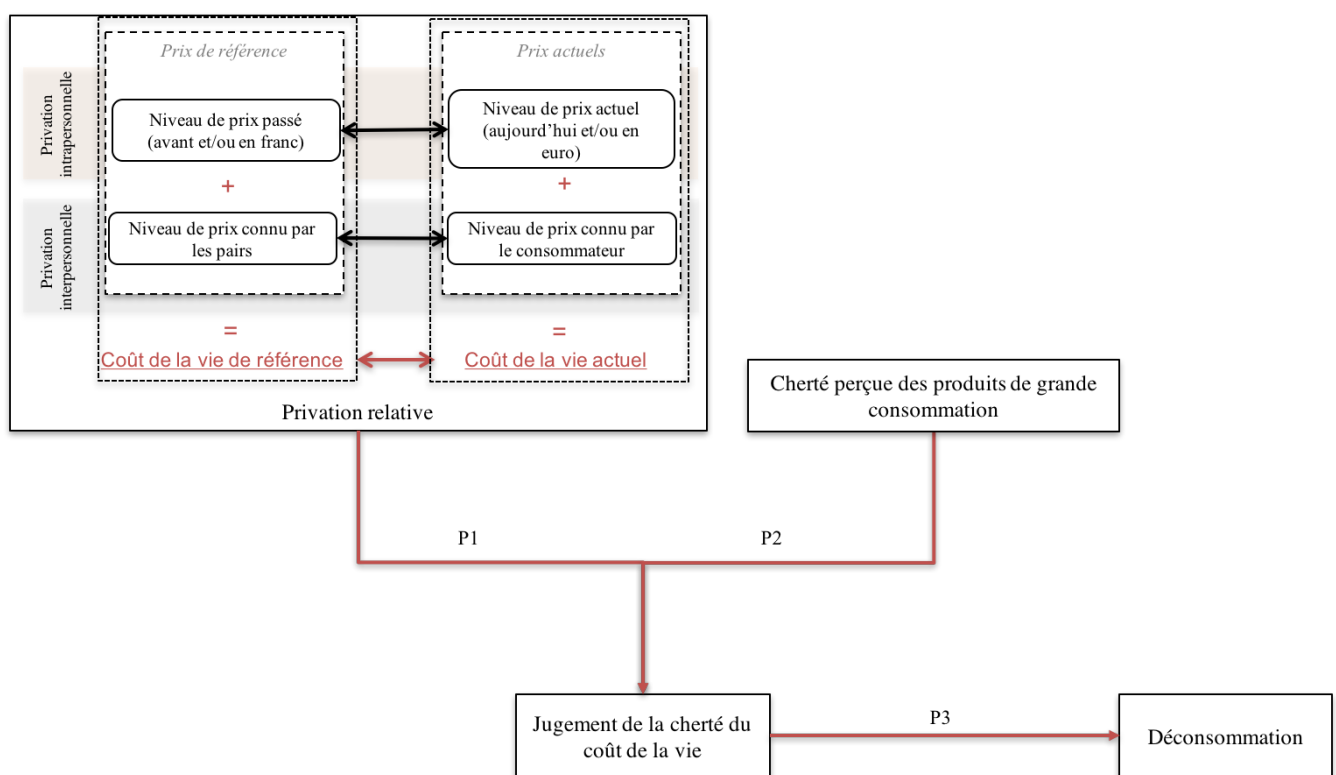 Prix de référence
Prix actuels
Privation
intrapersonnelle
Niveau de prix passé
(avant et/ou en franc)
Niveau de prix actuel
(aujourd’hui et/ou en
euro)
+
+
Privation
interpersonnelle
Niveau de prix connu par
les pairs
Niveau de prix connu par
le consommateur
=
=
Coût de la vie de référence
Coût de la vie actuel
Privation relative
Cherté perçue des produits de grande
consommation
P1
P2
Jugement de la cherté du
coût de la vie
P3
Déconsommation